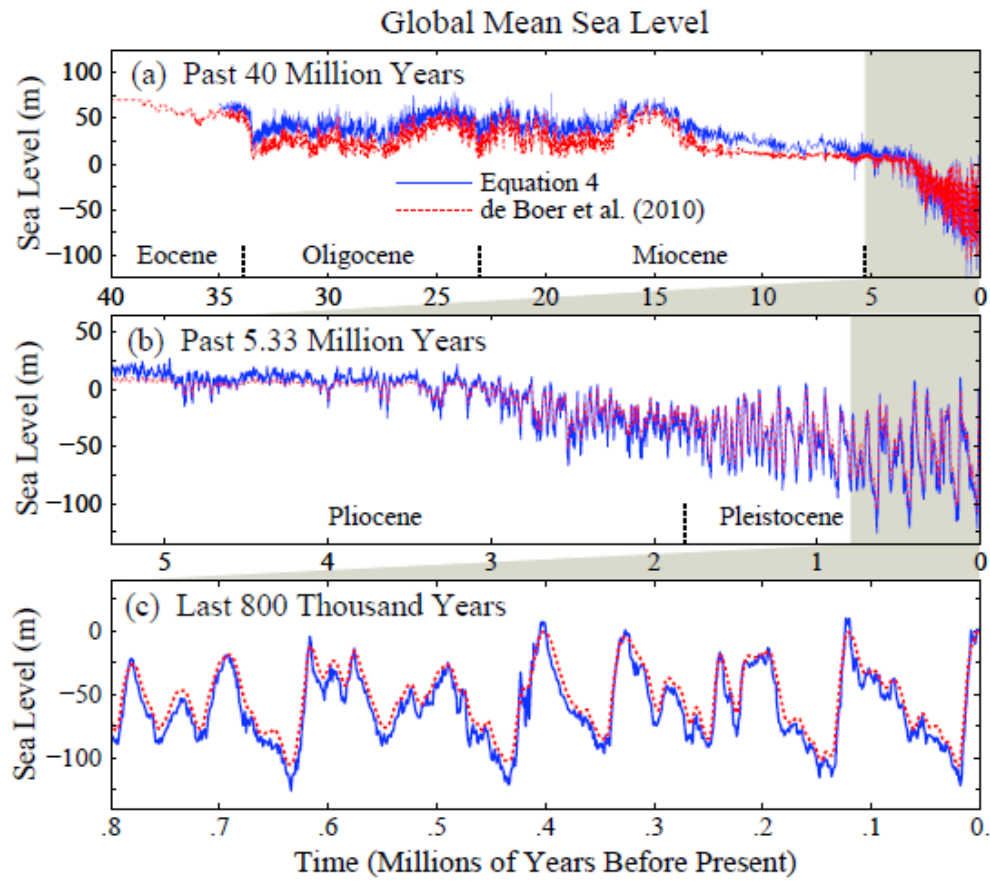 Global Mean Sea Level
(a) Past 40 Million Years
Sea Level (m)
100
50
0
−50
−100
Equation 4
de Boer et al. (2010)
Eocene Oligocene Miocene
40 35 30 25 20 15 10 5 0
(b) Past 5.33 Million Years
Sea Level (m)
50
0
−50
−100
Pliocene Pleistocene
5 4 3 2 1 0
(c) Last 800 Thousand Years
Sea Level (m)
0
−50
−100
.8 .7 .6 .5 .4 .3 .2 .1 0.
Time (Millions of Years Before Present)